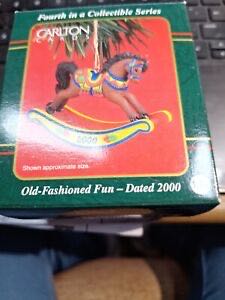 Fourth in a Collectible Series
CARLTON
CARDS
2000
Shown approximate size.
Old-Fashioned Fun – Dated 2000